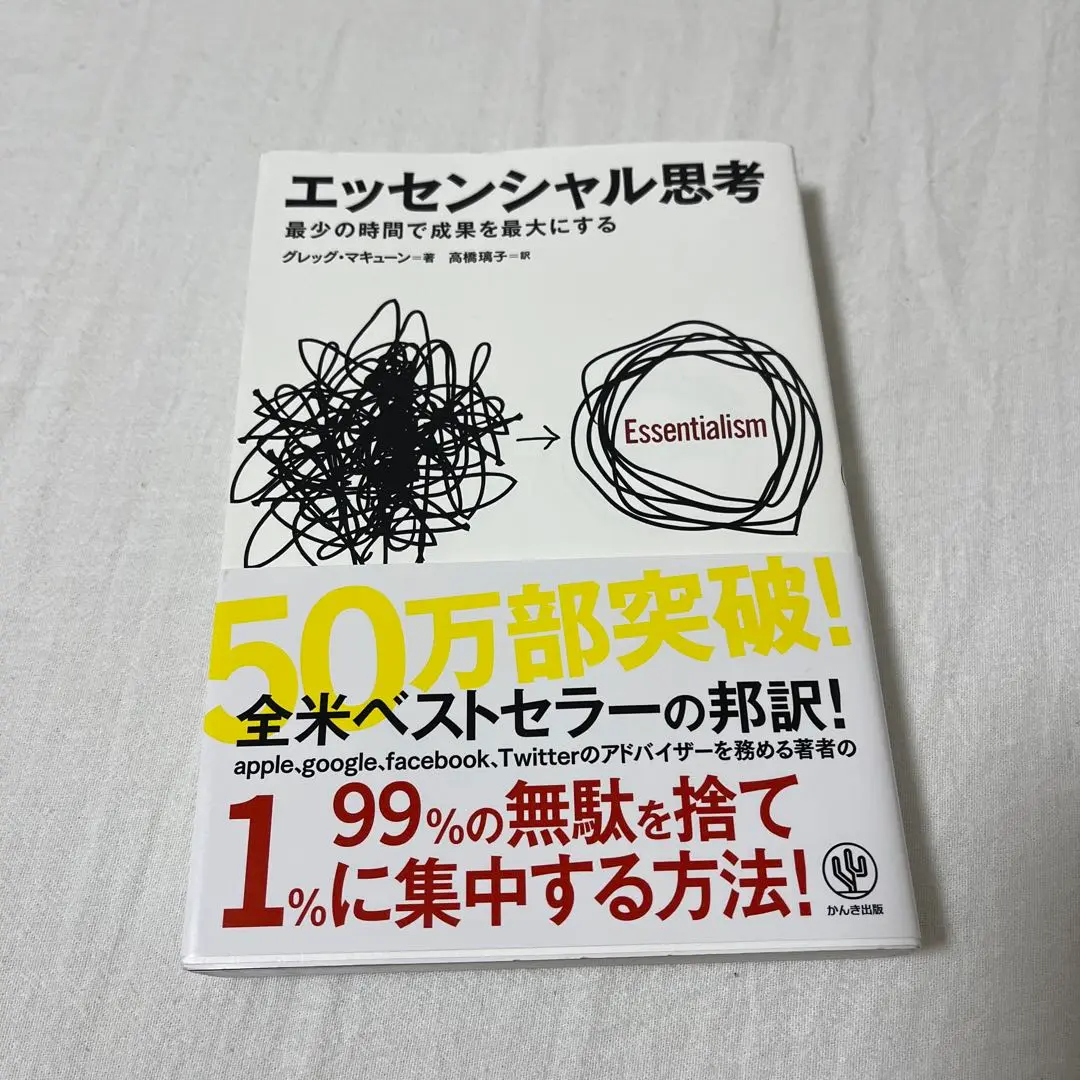 エッセンシャル思考
最少の時間で成果を最大にする
グレッグ・マキューン=著 高橋璃子=訳
Essentialism
50万部突破!
全米ベストセラーの邦訳!
apple、google、facebook、Twitterのアドバイザーを務める著者の
99%の無駄を捨て
1%に集中する方法!
かんき出版